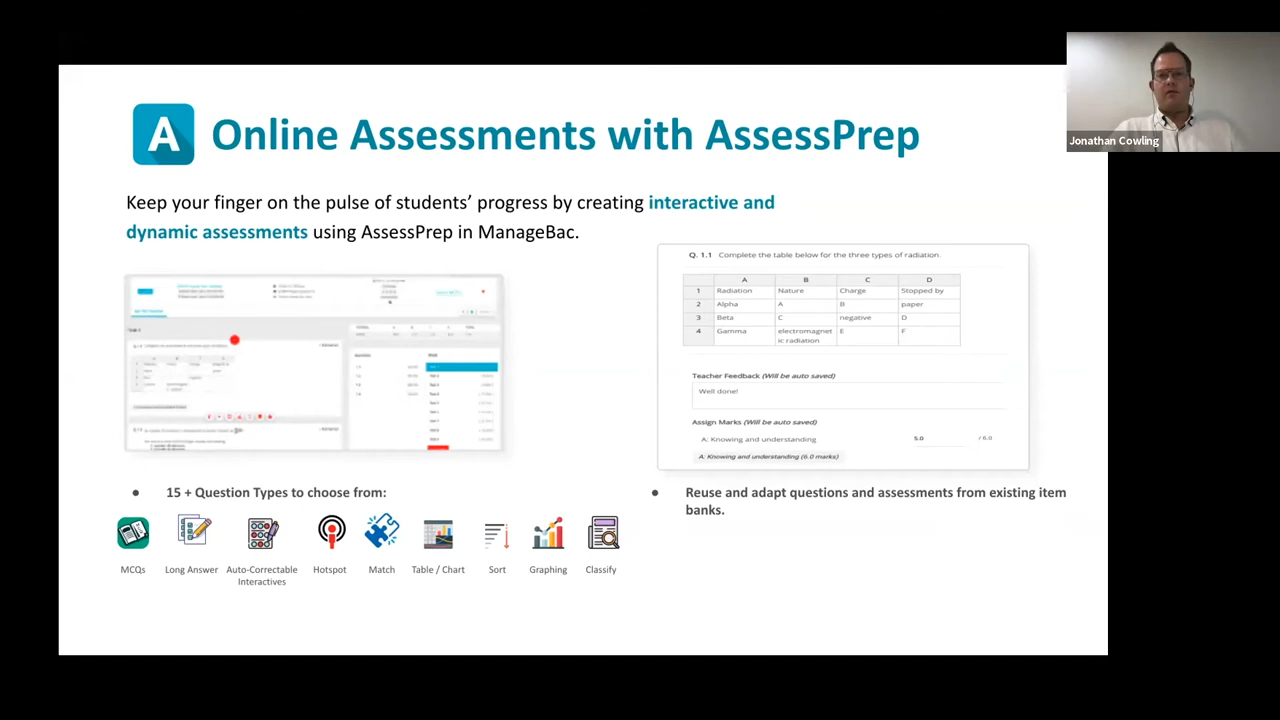 A Online Assessments with AssessPrep
Jonathan Cowling
Keep your finger on the pulse of students’ progress by creating interactive and
dynamic assessments using AssessPrep in ManageBac.
Q. 1.1 Complete the table below for the three types of radiation.
A B C D
1 Radiation Nature Charge Stopped by
2 Alpha A B paper
3 Beta C negative D
4 Gamma electromagnet E F
ic radiation
Teacher Feedback (Will be auto saved)
Well done!
Assign Marks (Will be auto saved)
A: Knowing and understanding 5.0 / 6.0
A: Knowing and understanding (6.0 marks)
• 15 + Question Types to choose from:
MCQs Long Answer Auto-Correctable Hotspot Match Table / Chart Sort Graphing Classify
Interactives
• Reuse and adapt questions and assessments from existing item
banks.